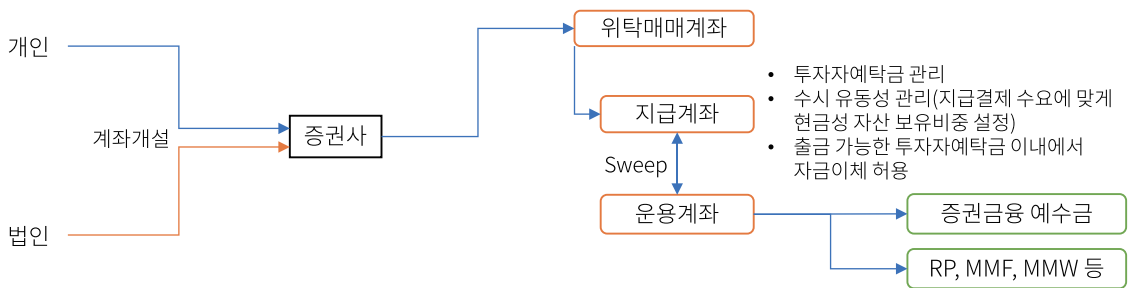 개인
계좌개설
법인
증권사
위탁매매계좌
지급계좌
Sweep
운용계좌
• 투자자예탁금 관리
• 수시 유동성 관리(지급결제 수요에 맞게
현금성 자산 보유비중 설정)
• 출금 가능한 투자자예탁금 이내에서
자금이체 허용
증권금융 예수금
RP, MMF, MMW 등